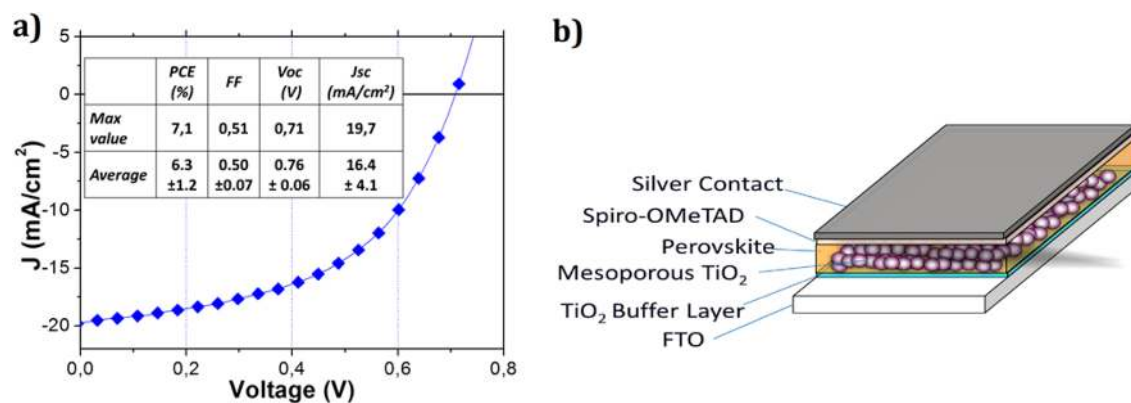 a)
b)
5
0
-5
-10
-15
-20
J (mA/cm²)
PCE (%) FF Voc (V) Jsc (mA/cm²)
Max value 7,1 0,51 0,71 19,7
Average 6.3 ±1.2 0.50 ±0.07 0.76 ± 0.06 16.4 ± 4.1
0,0 0,2 0,4 0,6 0,8
Voltage (V)
Silver Contact
Spiro-OMeTAD
Perovskite
Mesoporous TiO₂
TiO₂ Buffer Layer
FTO